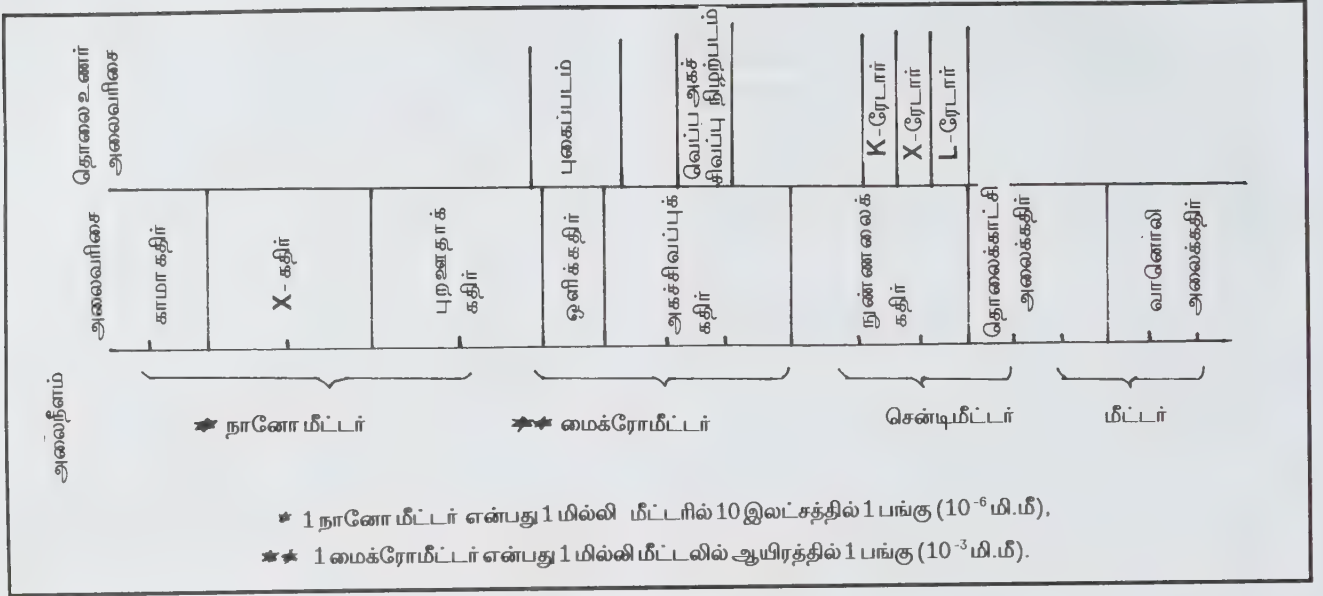 தொலை உணர்
அலைவரிசை
புகைப்படம்
வெப்ப அகச்
சிவப்பு நிழற்படம்
K-ரேடார்
X-ரேடார்
L-ரேடார்
அலைவரிசை
காமா கதிர்
X - கதிர்
புறஊதாக்
கதிர்
ஒளிக்கதிர்
அகச்சிவப்புக்
கதிர்
நுண்ணலைக்
கதிர்
தொலைக்காட்சி
அலைக்கதிர்
வானொலி
அலைக்கதிர்
அலைநீளம்
* நானோ மீட்டர்
** மைக்ரோமீட்டர்
சென்டிமீட்டர்
மீட்டர்
* 1 நானோ மீட்டர் என்பது 1 மில்லி மீட்டரில் 10 இலட்சத்தில் 1 பங்கு (10⁻⁶ மி.மீ),
** 1 மைக்ரோமீட்டர் என்பது 1 மில்லி மீட்டலில் ஆயிரத்தில் 1 பங்கு (10⁻³ மி.மீ).